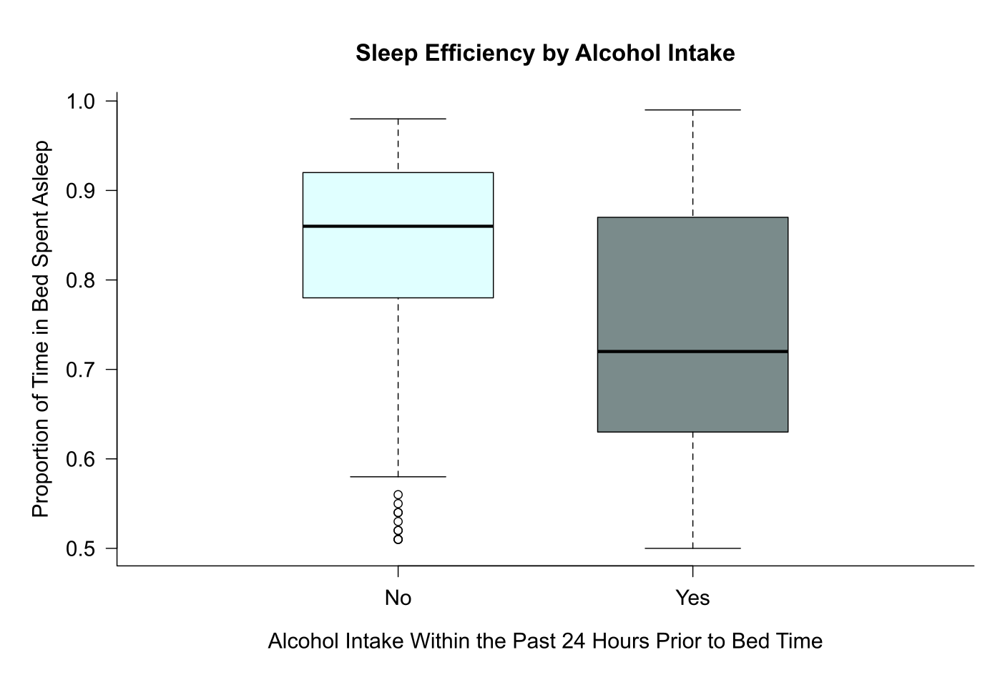 Sleep Efficiency by Alcohol Intake
Proportion of Time in Bed Spent Asleep
1.0
0.9
0.8
0.7
0.6
0.5
No
Yes
Alcohol Intake Within the Past 24 Hours Prior to Bed Time